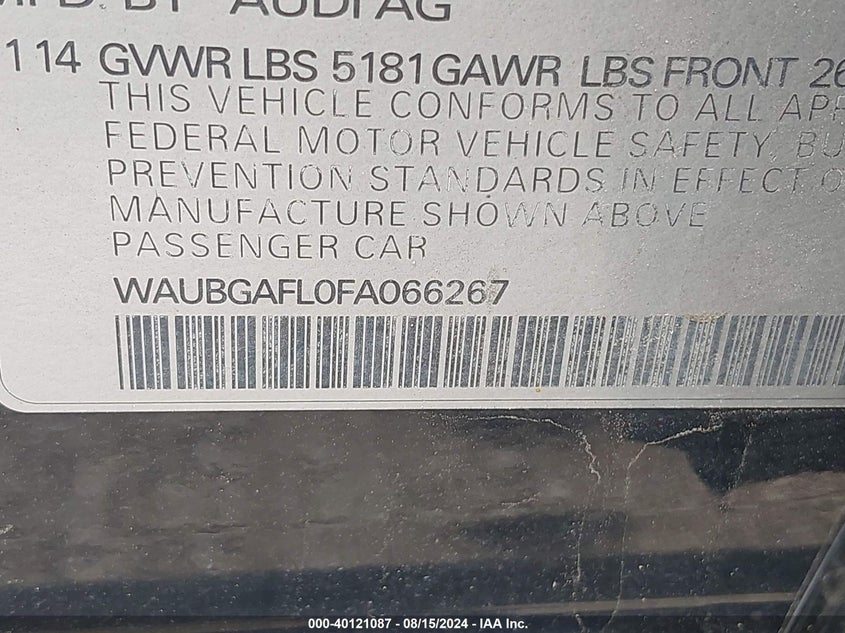 MFD. BY AUDI AG
114 GVWR LBS 5181 GAWR LBS FRONT 26
THIS VEHICLE CONFORMS TO ALL APP
FEDERAL MOTOR VEHICLE SAFETY, BU
PREVENTION STANDARDS IN EFFECT O
MANUFACTURE SHOWN ABOVE
PASSENGER CAR
WAUBGAFL0FA066267
000-40121087 - 08/15/2024 - IAA Inc.